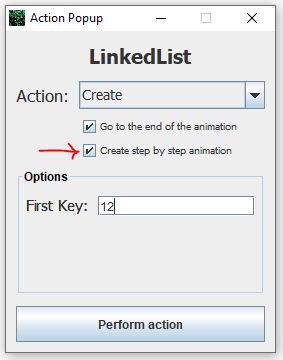 Action Popup
LinkedList
Action: Create
Go to the end of the animation
Create step by step animation
Options
First Key: 12
Perform action